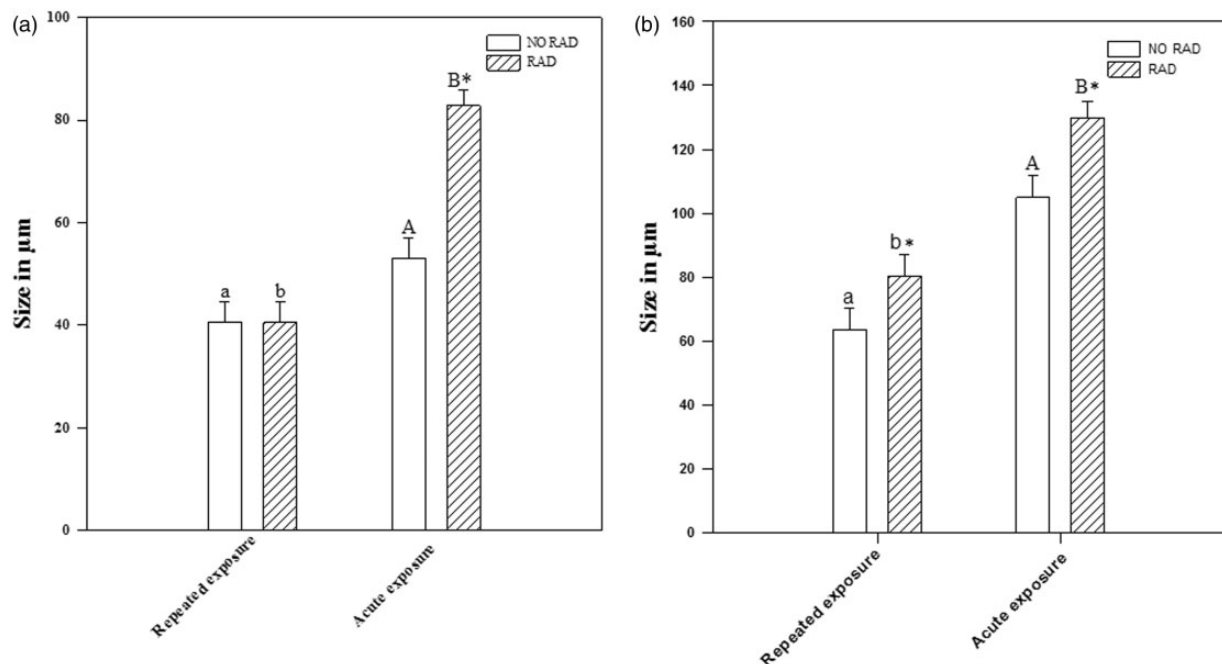 (a)
100
80
60
40
20
0
Size in µm
NO RAD
RAD
a
b
A
B*
Repeated exposure
Acute exposure
(b)
160
140
120
100
80
60
40
20
0
Size in µm
NO RAD
RAD
a
b*
A
B*
Repeated exposure
Acute exposure